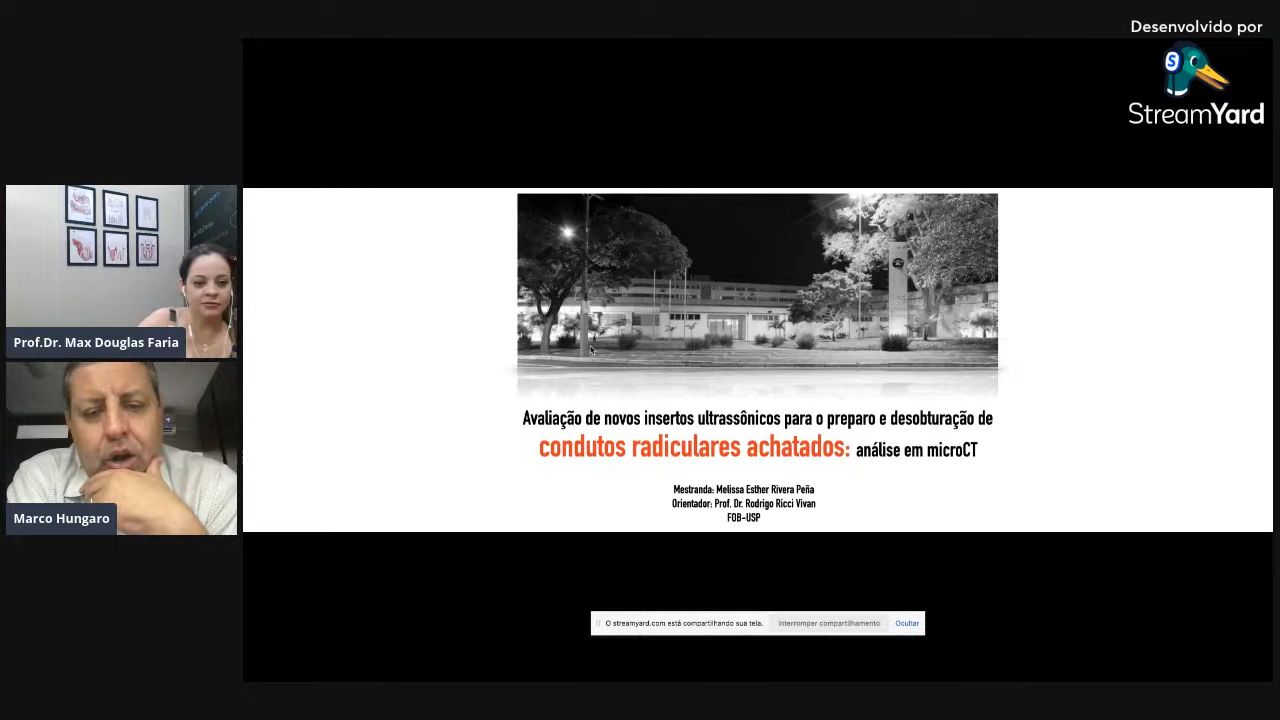 Desenvolvido por
StreamYard
Prof.Dr. Max Douglas Faria
Marco Hungaro
Avaliação de novos insertos ultrassônicos para o preparo e desobturação de
condutos radiculares achatados: análise em microCT
Mestranda: Melissa Esther Rivera Peña
Orientador: Prof. Dr. Rodrigo Ricci Vivan
FOB-USP
O streamyard.com está compartilhando sua tela. Interromper compartilhamento Ocultar